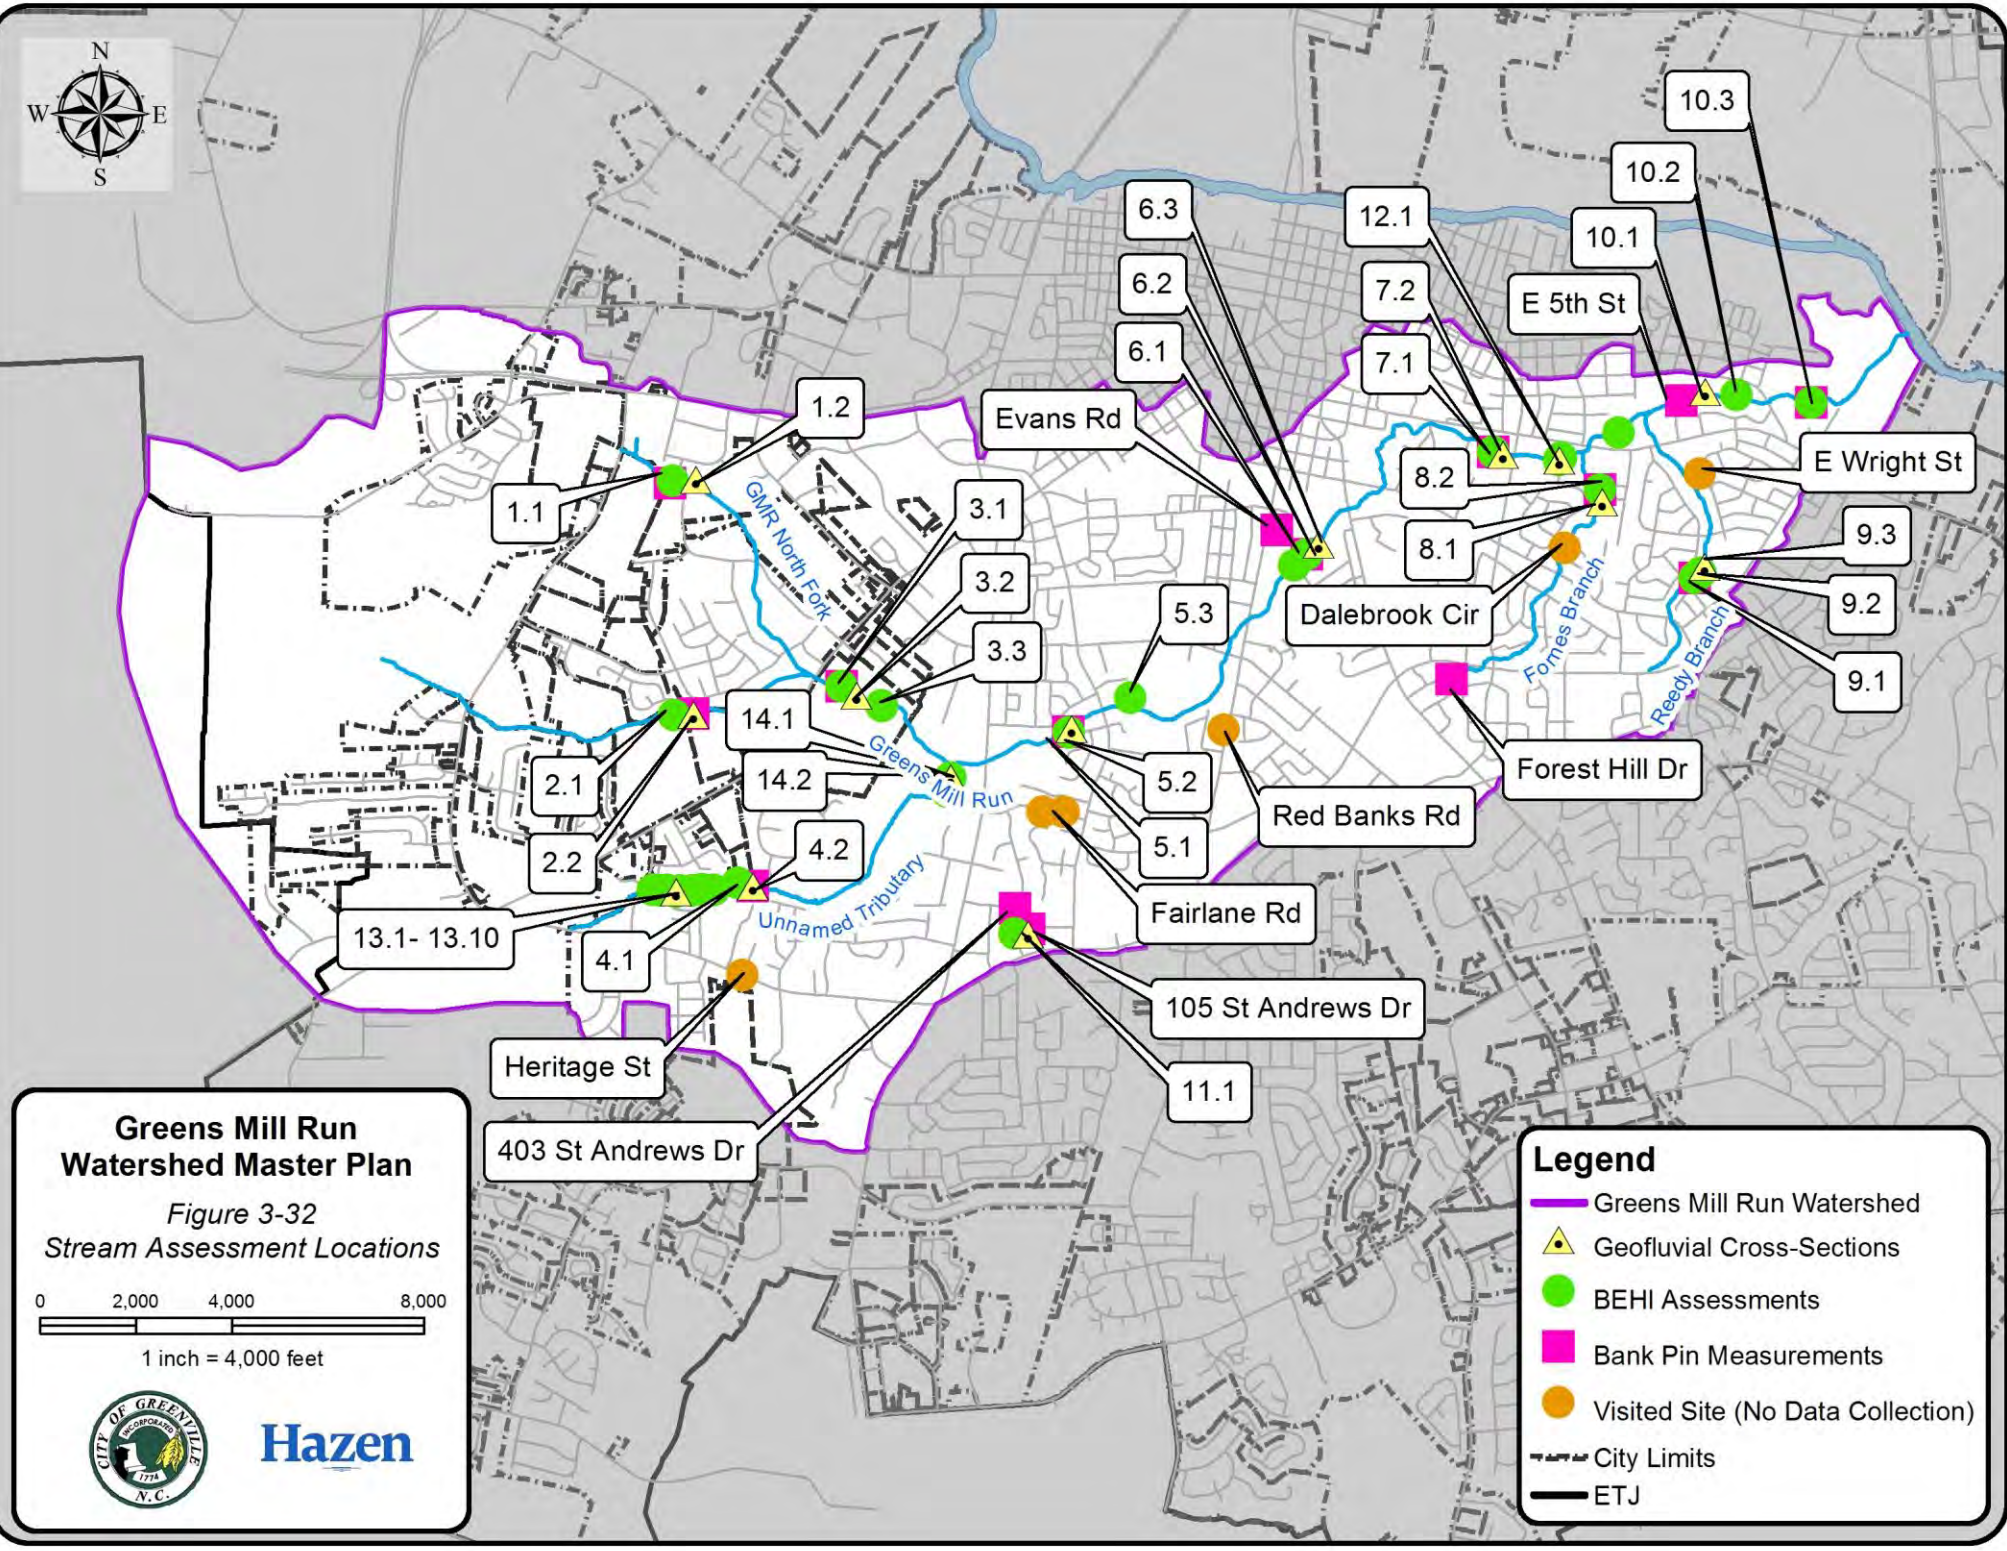 N
W
E
S
10.3
10.2
6.3
12.1
10.1
6.2
7.2
E 5th St
6.1
7.1
1.2
Evans Rd
E Wright St
8.2
1.1
3.1
GMR North Fork
8.1
9.3
3.2
5.3
Dalebrook Cir
Fornes Branch
9.2
3.3
Reedy Branch
9.1
14.1
Greens Mill Run
2.1
14.2
5.2
Forest Hill Dr
Red Banks Rd
2.2
4.2
5.1
Unnamed Tributary
Fairlane Rd
13.1- 13.10
4.1
105 St Andrews Dr
Heritage St
11.1
403 St Andrews Dr
Greens Mill Run
Watershed Master Plan
Figure 3-32
Stream Assessment Locations
0 2,000 4,000 8,000
1 inch = 4,000 feet
CITY OF GREENVILLE
INCORPORATED
1774
N.C.
Hazen
Legend
Greens Mill Run Watershed
Geofluvial Cross-Sections
BEHI Assessments
Bank Pin Measurements
Visited Site (No Data Collection)
City Limits
ETJ